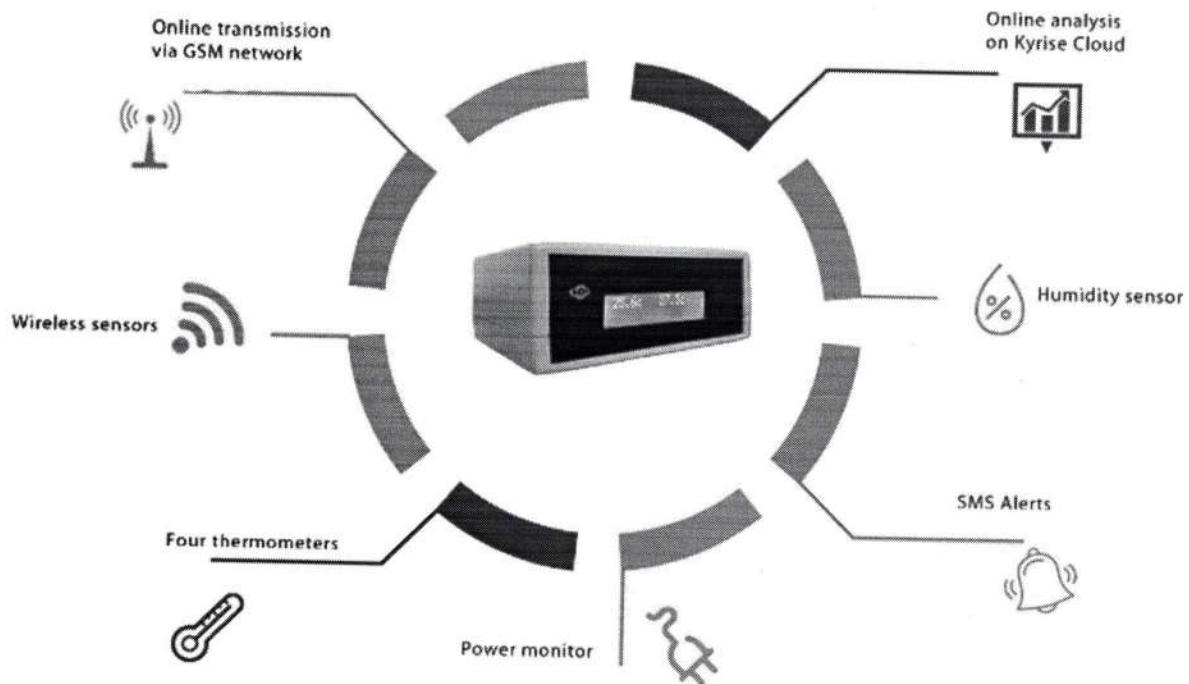 Online transmission
via GSM network
Online analysis
on Kyrise Cloud
Wireless sensors
Humidity sensor
Four thermometers
SMS Alerts
Power monitor
%